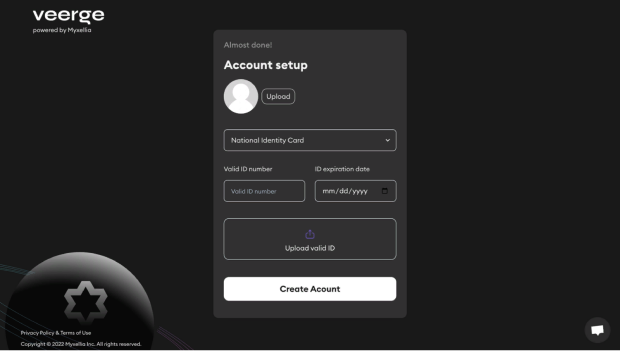 veerge
powered by Myxellia
Almost done!
Account setup
Upload
National Identity Card
Valid ID number
ID expiration date
Valid ID number
mm/dd/yyyy
Upload valid ID
Create Acount
Privacy Policy & Terms of Use
Copyright © 2022 Myxellia Inc. All rights reserved.